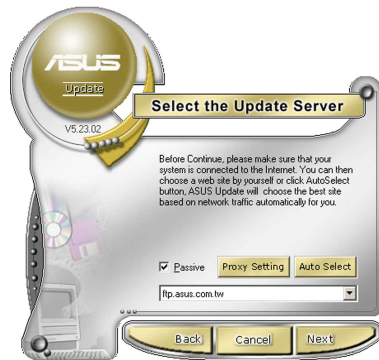 ASUS
Update
V5.23.02
Select the Update Server
Before Continue, please make sure that your
system is connected to the Internet. You can then
choose a web site by yourself or click AutoSelect
button, ASUS Update will choose the best site
based on network traffic automatically for you.
Passive
Proxy Setting
Auto Select
ftp.asus.com.tw
Back
Cancel
Next